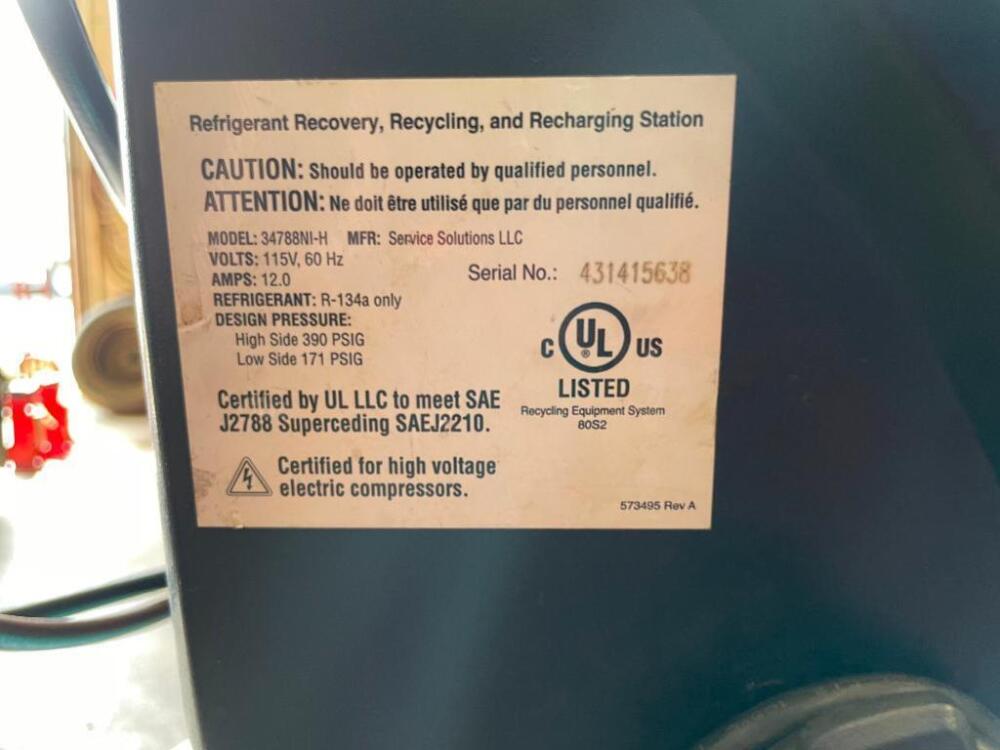 Refrigerant Recovery, Recycling, and Recharging Station
CAUTION: Should be operated by qualified personnel.
ATTENTION: Ne doit être utilisé que par du personnel qualifié.
MODEL: 34788NI-H MFR: Service Solutions LLC
VOLTS: 115V, 60 Hz
AMPS: 12.0
Serial No.: 431415638
REFRIGERANT: R-134a only
DESIGN PRESSURE:
High Side 390 PSIG
Low Side 171 PSIG
C UL ® US
LISTED
Recycling Equipment System
80S2
Certified by UL LLC to meet SAE
J2788 Superceding SAEJ2210.
Certified for high voltage
electric compressors.
573495 Rev A